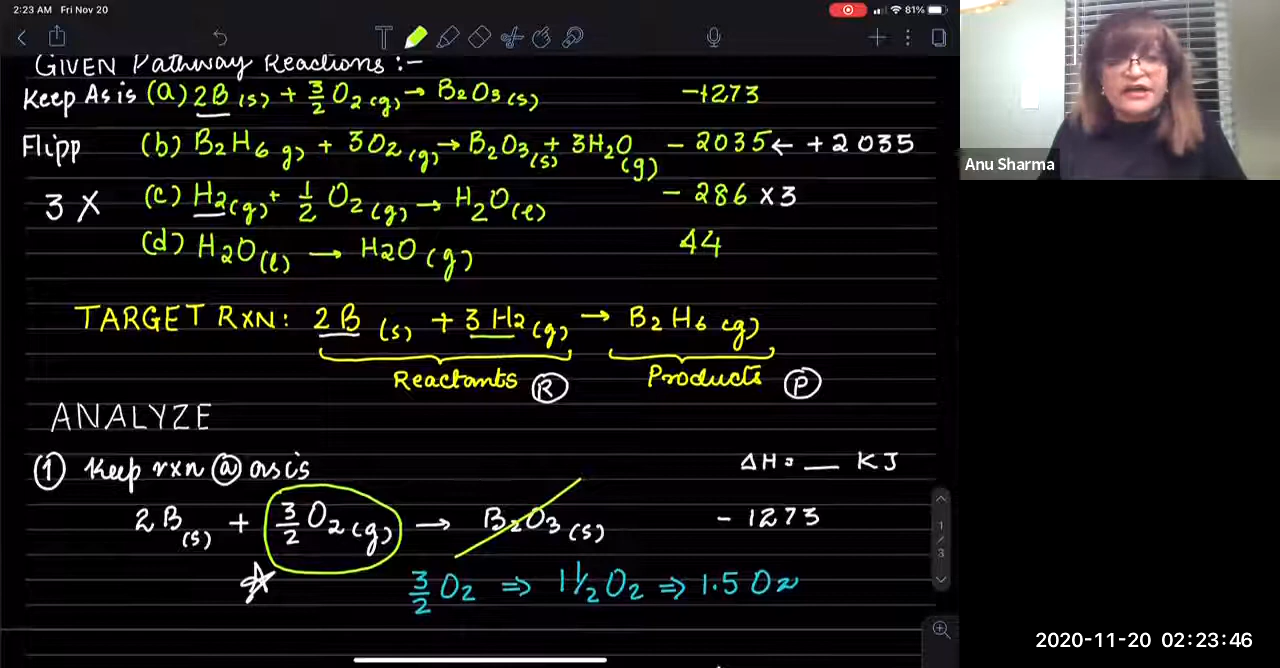 2:23 AM Fri Nov 20 81%
GIVEN Pathway Reactions :-
Keep As is (a) 2B (s) + 3/2 O2 (g) → B2O3 (s) -1273
Flipp (b) B2H6 g) + 3O2 (g) → B2O3 (s) + 3H2O (g) - 2035 ← + 2035
3 X (c) H2(g) + 1/2 O2 (g) → H2O (l) - 286 x 3
(d) H2O (l) → H2O (g) 44
TARGET RXN: 2B (s) + 3 H2 (g) → B2H6 (g)
Reactants (R) Products (P)
ANALYZE
(1) Keep rxn (a) as is ΔH = __ KJ
2B (s) + 3/2 O2 (g) → B2O3 (s) - 1273
3/2 O2 ⇒ 1 1/2 O2 ⇒ 1.5 O2
Anu Sharma
1/3
2020-11-20 02:23:46